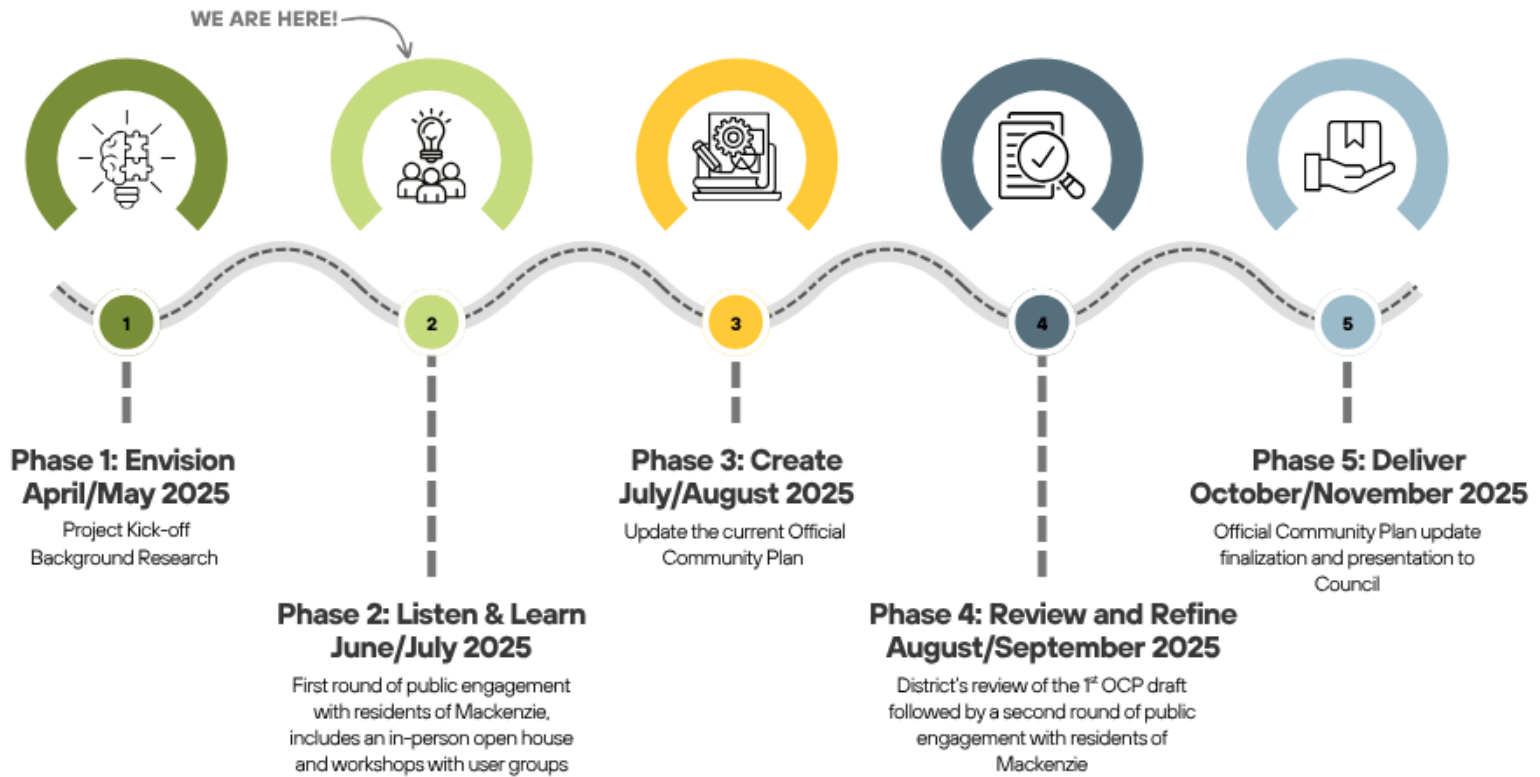 WE ARE HERE!
1
2
3
4
5
Phase 1: Envision
April/May 2025
Project Kick-off
Background Research
Phase 2: Listen & Learn
June/July 2025
First round of public engagement
with residents of Mackenzie,
includes an in-person open house
and workshops with user groups
Phase 3: Create
July/August 2025
Update the current Official
Community Plan
Phase 4: Review and Refine
August/September 2025
District's review of the 1st OCP draft
followed by a second round of public
engagement with residents of
Mackenzie
Phase 5: Deliver
October/November 2025
Official Community Plan update
finalization and presentation to
Council